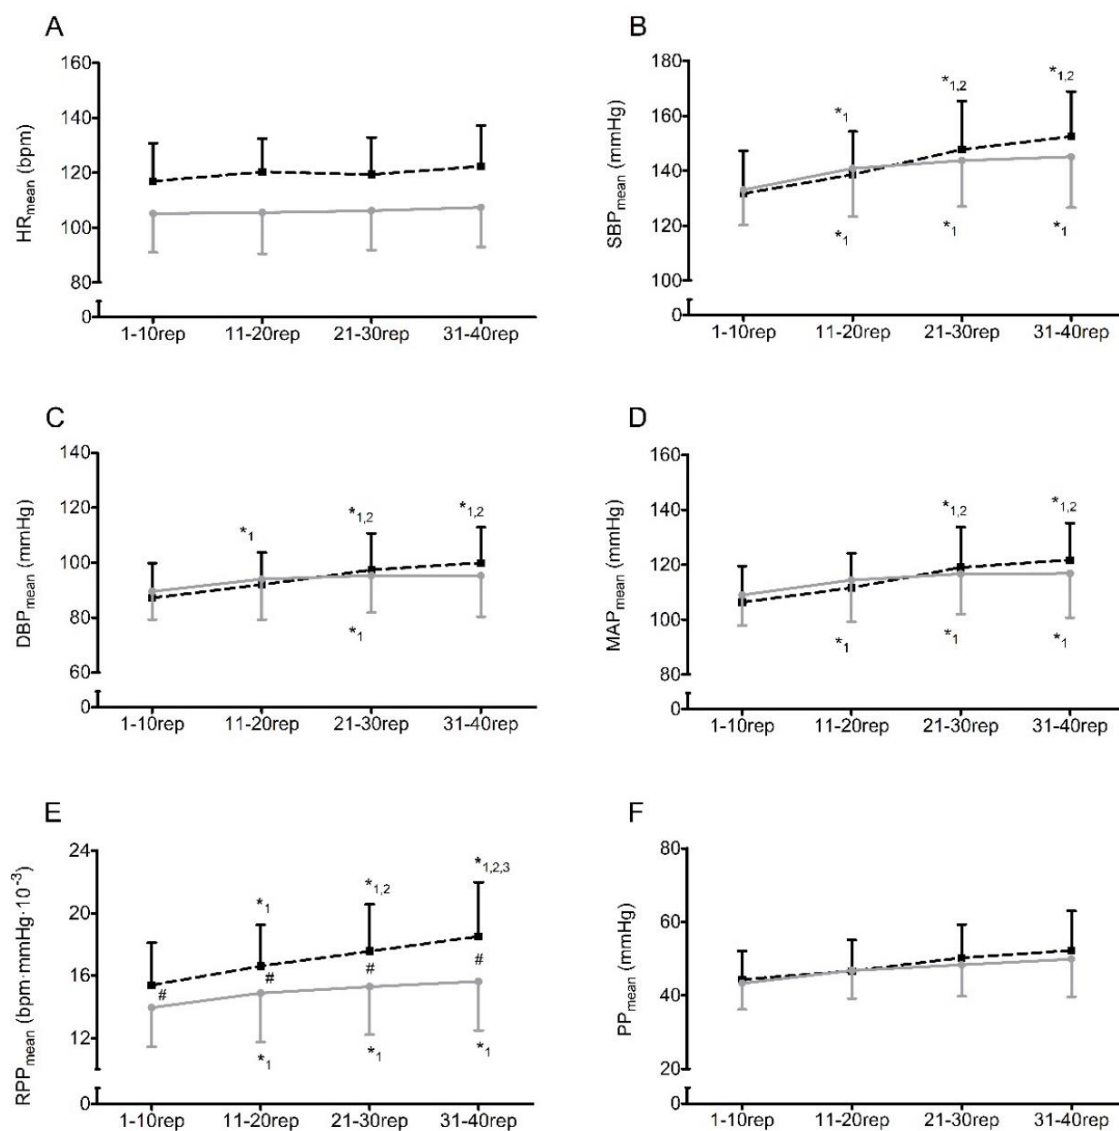 A
HRmean (bpm)
160
140
120
100
80
0
1-10rep 11-20rep 21-30rep 31-40rep
B
SBPmean (mmHg)
180
160
140
120
100
0
*1 *1,2 *1,2
*1 *1 *1
1-10rep 11-20rep 21-30rep 31-40rep
C
DBPmean (mmHg)
140
120
100
80
60
0
*1 *1,2 *1,2
*1
1-10rep 11-20rep 21-30rep 31-40rep
D
MAPmean (mmHg)
160
140
120
100
80
0
*1,2 *1,2
*1 *1 *1
1-10rep 11-20rep 21-30rep 31-40rep
E
RPPmean (bpm·mmHg·10-3)
24
20
16
12
0
*1 *1,2 *1,2,3
# # # #
*1 *1 *1
1-10rep 11-20rep 21-30rep 31-40rep
F
PPmean (mmHg)
80
60
40
20
0
1-10rep 11-20rep 21-30rep 31-40rep